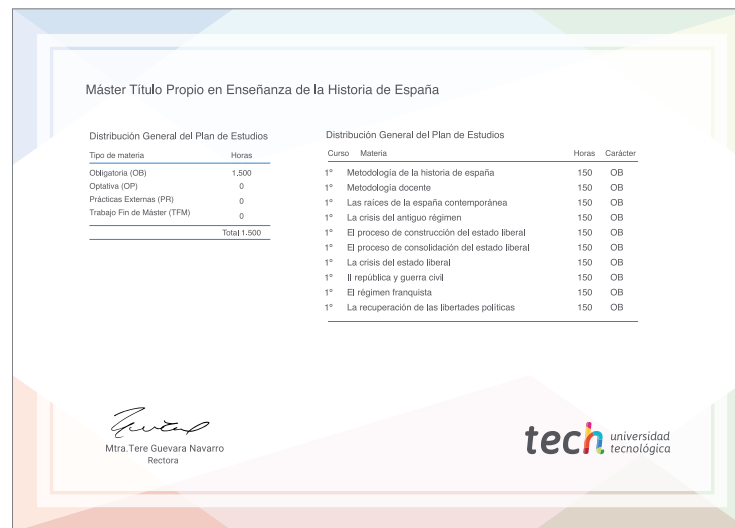 Máster Título Propio en Enseñanza de la Historia de España
Distribución General del Plan de Estudios
Tipo de materia Horas
Obligatoria (OB) 1.500
Optativa (OP) 0
Prácticas Externas (PR) 0
Trabajo Fin de Máster (TFM) 0
Total 1.500
Distribución General del Plan de Estudios
Curso Materia Horas Carácter
1º Metodología de la historia de españa 150 OB
1º Metodología docente 150 OB
1º Las raíces de la españa contemporánea 150 OB
1º La crisis del antiguo régimen 150 OB
1º El proceso de construcción del estado liberal 150 OB
1º El proceso de consolidación del estado liberal 150 OB
1º La crisis del estado liberal 150 OB
1º II república y guerra civil 150 OB
1º El régimen franquista 150 OB
1º La recuperación de las libertades políticas 150 OB
Mtra.Tere Guevara Navarro
Rectora
tech universidad
tecnológica